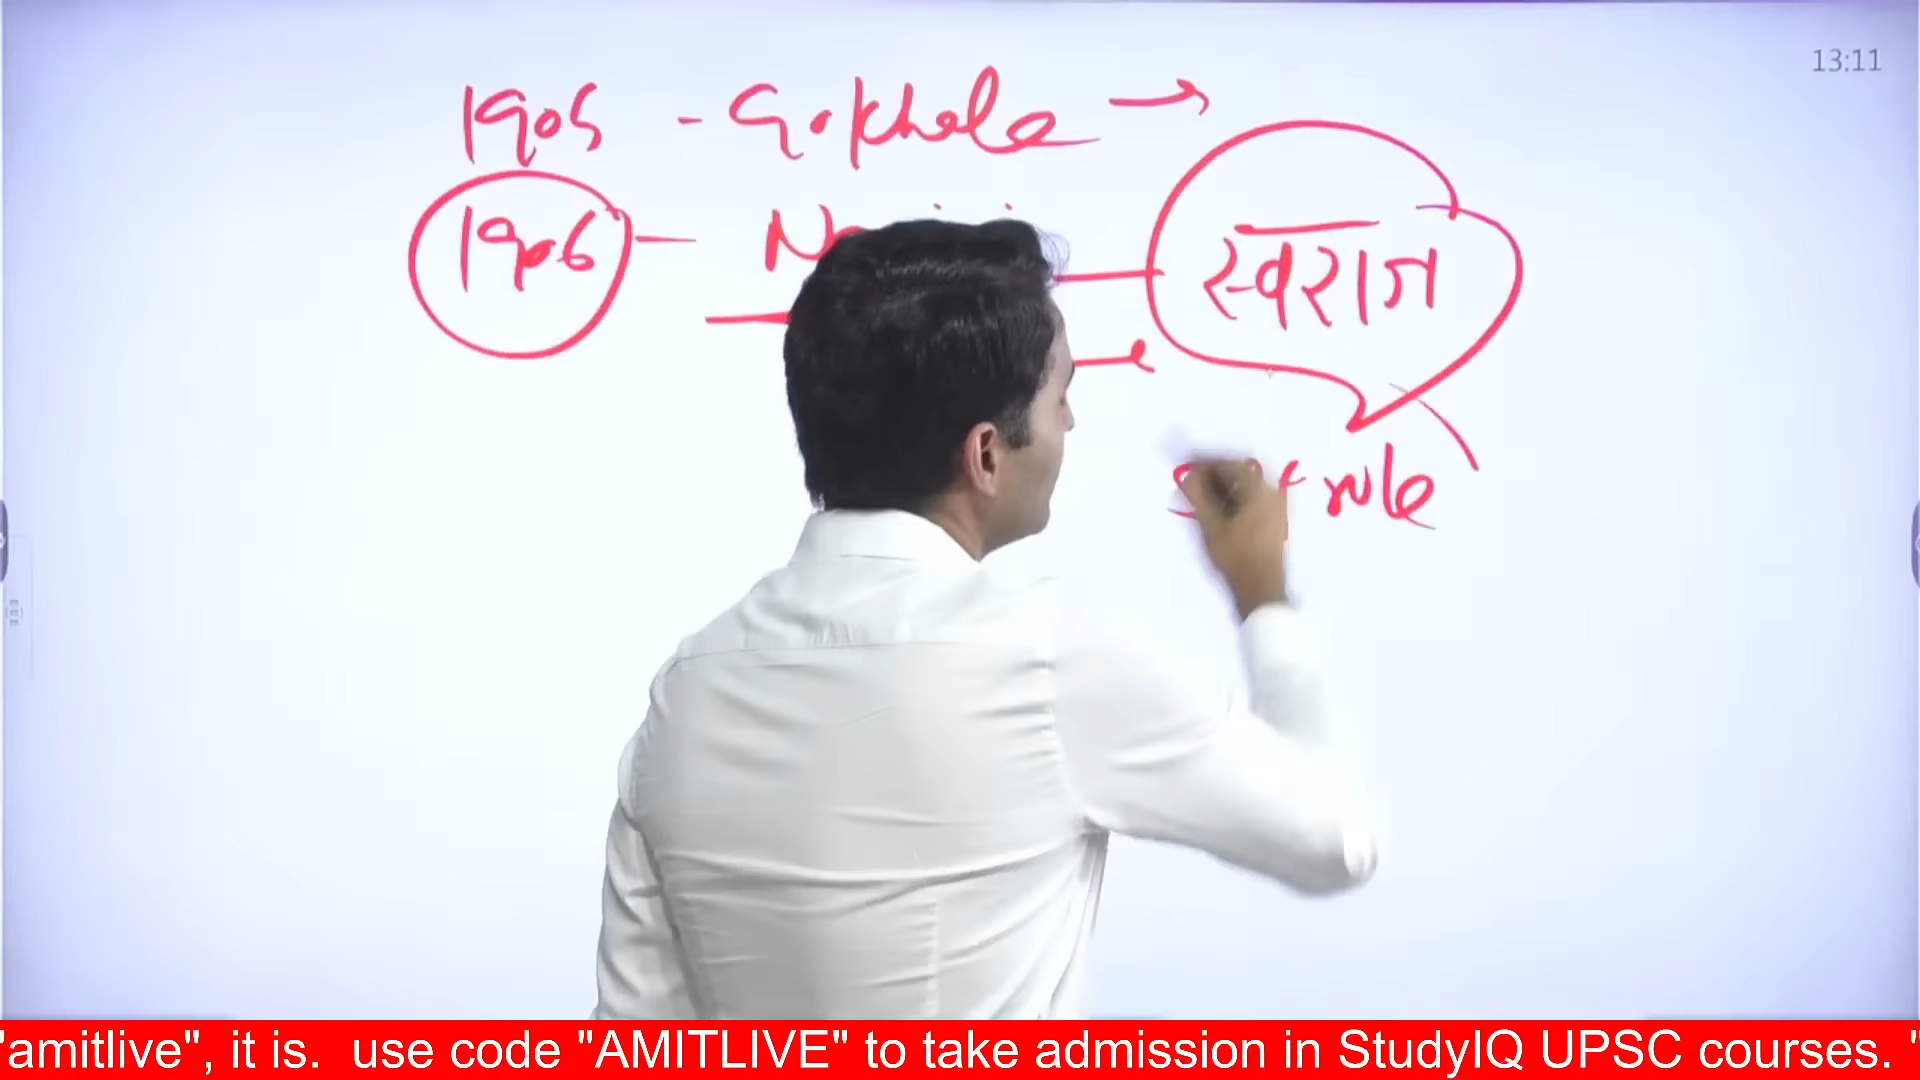 13:11
1905 - Gokhale →
1906 -
स्वराज
rule
"amitlive", it is. use code "AMITLIVE" to take admission in StudyIQ UPSC courses. "